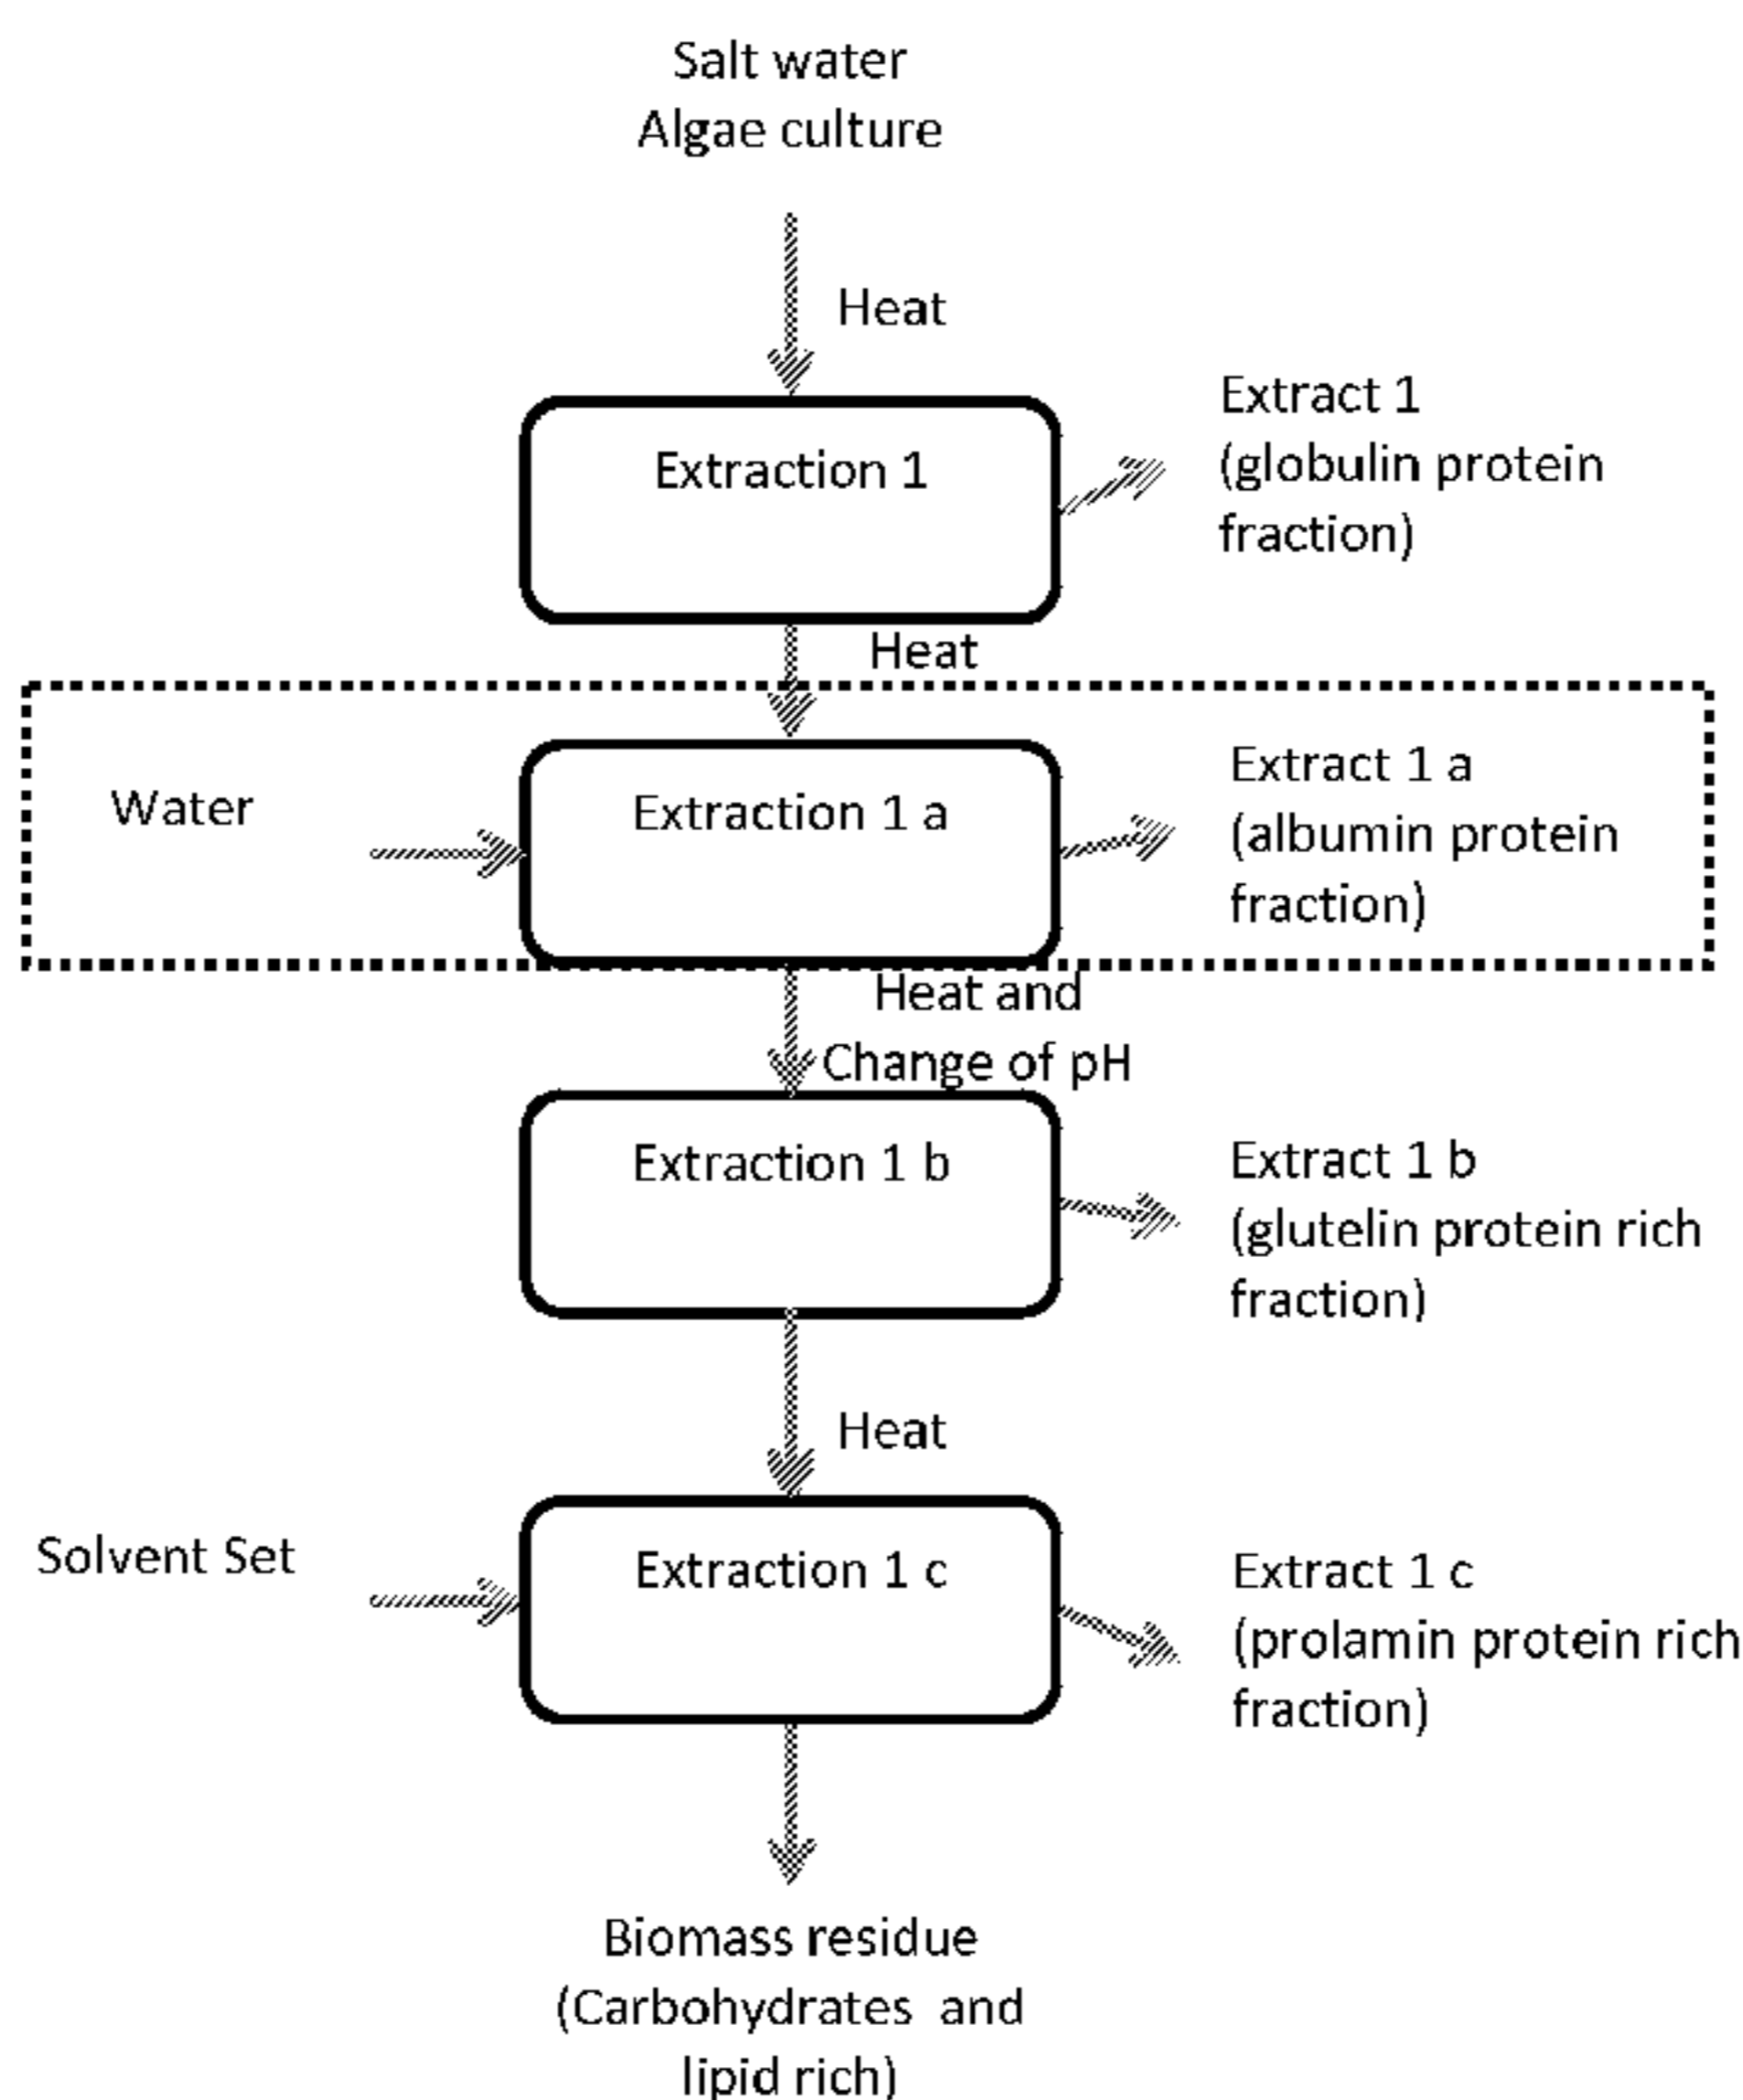 Salt water
Algae culture
Heat
Extraction 1
Extract 1
(globulin protein
fraction)
Heat
Water
Extraction 1 a
Extract 1 a
(albumin protein
fraction)
Heat and
Change of pH
Extraction 1 b
Extract 1 b
(glutelin protein rich
fraction)
Heat
Solvent Set
Extraction 1 c
Extract 1 c
(prolamin protein rich
fraction)
Biomass residue
(Carbohydrates and
lipid rich)